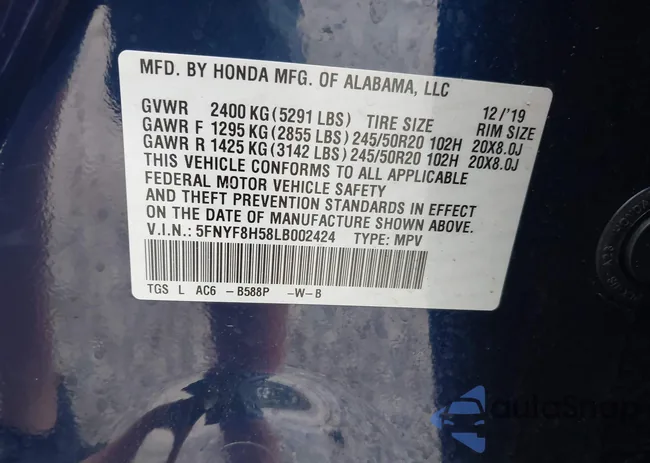 MFD. BY HONDA MFG. OF ALABAMA, LLC
GVWR 2400 KG (5291 LBS) TIRE SIZE 12/'19 RIM SIZE
GAWR F 1295 KG (2855 LBS) 245/50R20 102H 20X8.0J
GAWR R 1425 KG (3142 LBS) 245/50R20 102H 20X8.0J
THIS VEHICLE CONFORMS TO ALL APPLICABLE
FEDERAL MOTOR VEHICLE SAFETY
AND THEFT PREVENTION STANDARDS IN EFFECT
ON THE DATE OF MANUFACTURE SHOWN ABOVE.
V.I.N.: 5FNYF8H58LB002424 TYPE: MPV
TGS L AC6 -B588P -W-B
HONDA
autoShop